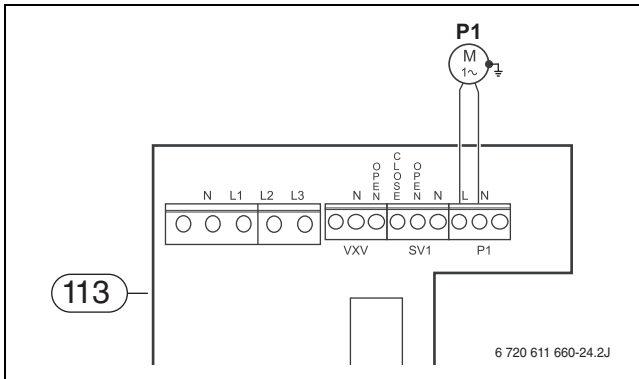 P1
M
1~
N L1 L2 L3 N OPEN CLOSE OPEN N L N
VXV SV1 P1
113
6 720 611 660-24.2J